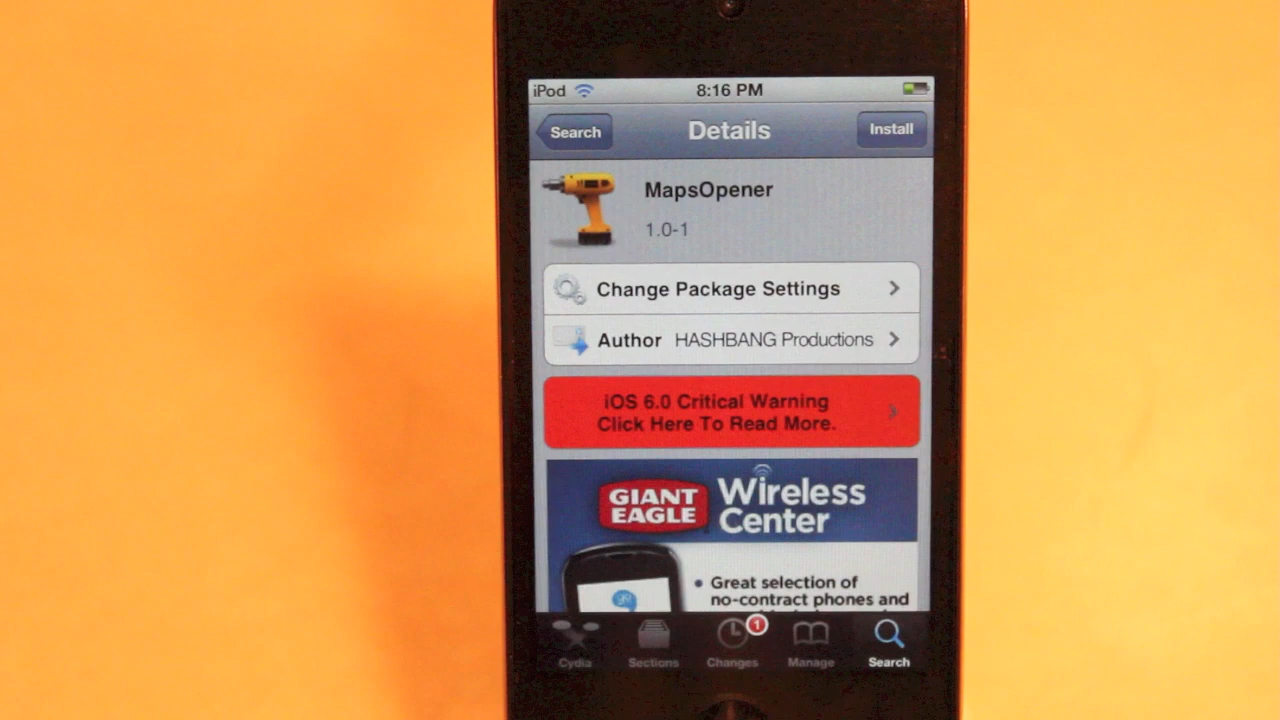 iPod
8:16 PM
Search
Details
Install
MapsOpener
1.0-1
Change Package Settings
Author HASHBANG Productions
iOS 6.0 Critical Warning
Click Here To Read More.
GIANT
EAGLE
Wireless
Center
• Great selection of
no-contract phones and
Cydia
Sections
Changes
1
Manage
Search